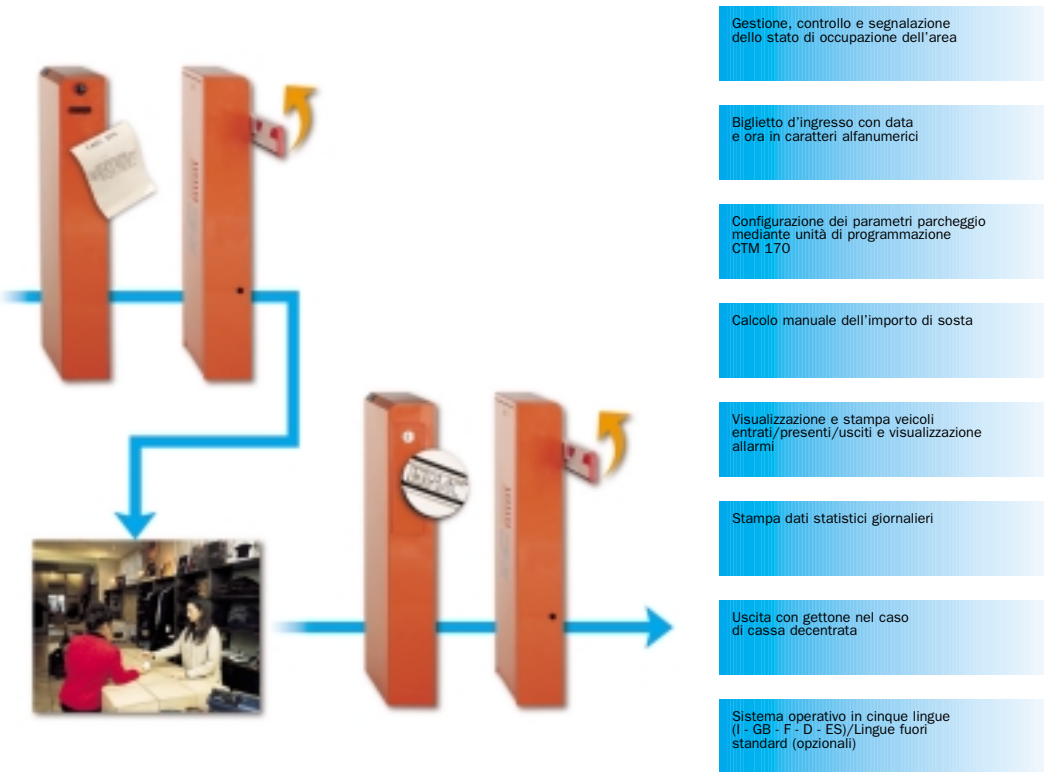 Gestione, controllo e segnalazione
dello stato di occupazione dell'area
Biglietto d'ingresso con data
e ora in caratteri alfanumerici
Configurazione dei parametri parcheggio
mediante unità di programmazione
CTM 170
Calcolo manuale dell'importo di sosta
Visualizzazione e stampa veicoli
entrati/presenti/usciti e visualizzazione
allarmi
Stampa dati statistici giornalieri
Uscita con gettone nel caso
di cassa decentrata
Sistema operativo in cinque lingue
(I - GB - F - D - ES)/Lingue fuori
standard (opzionali)